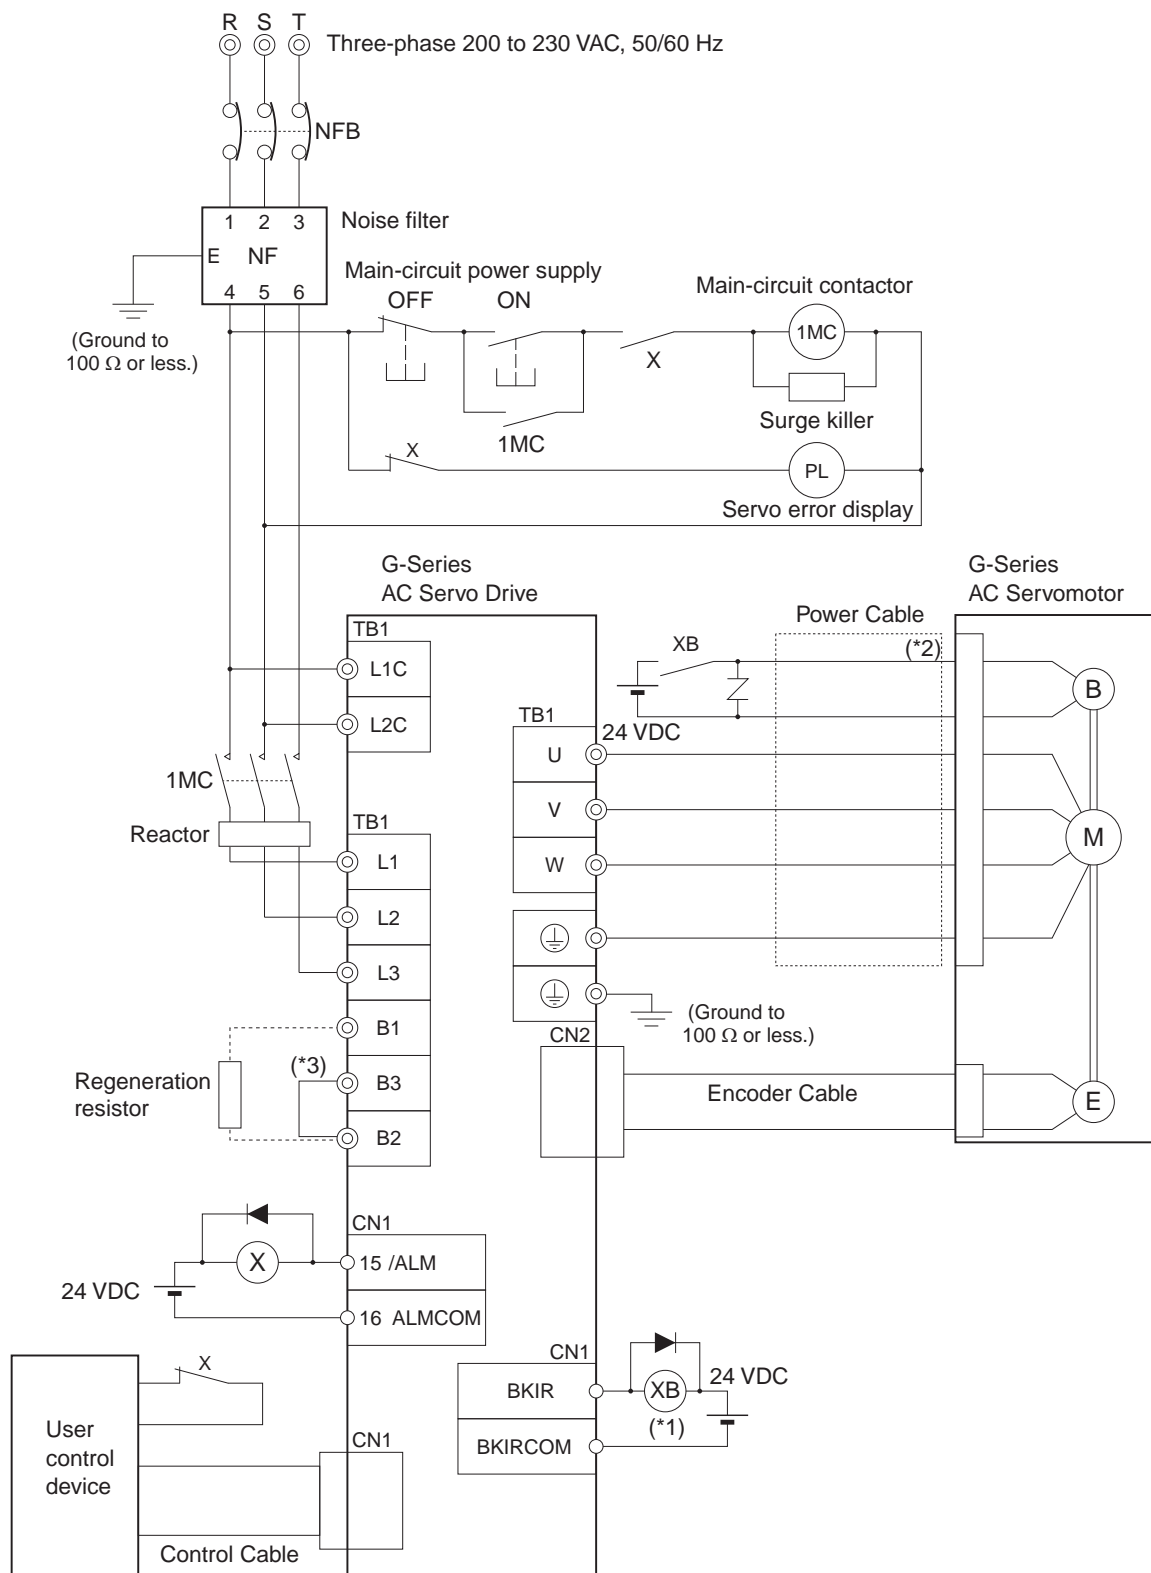 R S T
Three-phase 200 to 230 VAC, 50/60 Hz
NFB
1 2 3
Noise filter
E NF
4 5 6
(Ground to
100 Ω or less.)
Main-circuit power supply
OFF ON
Main-circuit contactor
1MC
X
Surge killer
1MC
X
PL
Servo error display
G-Series
AC Servo Drive
G-Series
AC Servomotor
Power Cable
TB1
L1C
L2C
XB
(*2)
B
24 VDC
TB1
U
V
W
M
1MC
Reactor
TB1
L1
L2
L3
B1
B3
B2
(*3)
Regeneration
resistor
(Ground to
100 Ω or less.)
CN2
Encoder Cable
E
CN1
X
15 /ALM
24 VDC
16 ALMCOM
CN1
BKIR
XB
24 VDC
(*1)
BKIRCOM
X
User
control
device
CN1
Control Cable